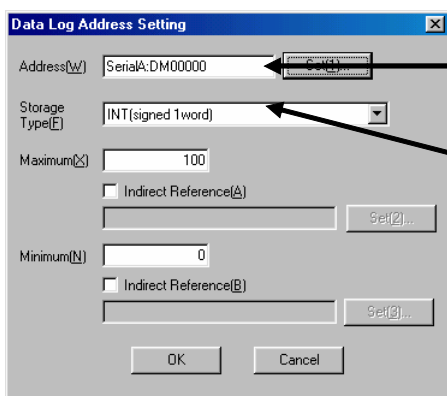 Data Log Address Setting
Address(W) SerialA:DM00000 Set(1)...
Storage
Type(F) INT(signed 1word)
Maximum(X) 100
Indirect Reference(A)
Set(2)...
Minimum(N) 0
Indirect Reference(B)
Set(3)...
OK Cancel